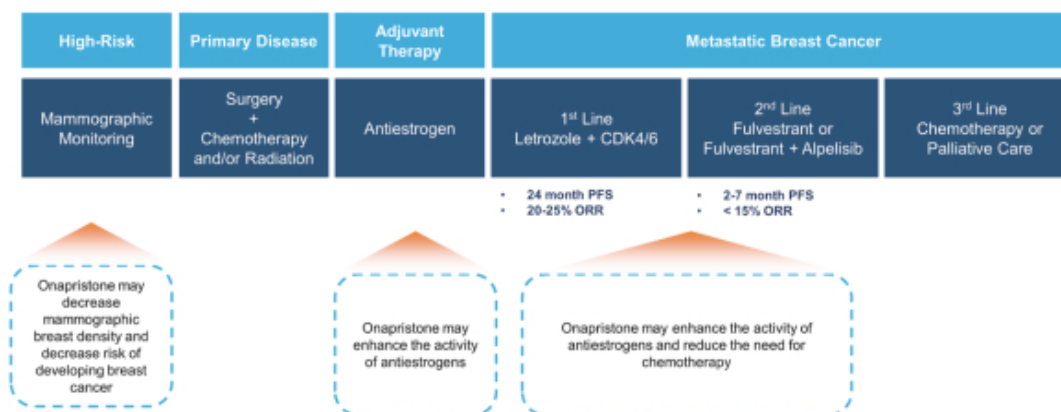 High-Risk
Primary Disease
Adjuvant
Therapy
Metastatic Breast Cancer
Mammographic
Monitoring
Surgery
+
Chemotherapy
and/or Radiation
Antiestrogen
1st Line
Letrozole + CDK4/6
2nd Line
Fulvestrant or
Fulvestrant + Alpelisib
3rd Line
Chemotherapy or
Palliative Care
• 24 month PFS
• 20-25% ORR
• 2-7 month PFS
• < 15% ORR
Onapristone may
decrease
mammographic
breast density and
decrease risk of
developing breast
cancer
Onapristone may
enhance the activity
of antiestrogens
Onapristone may enhance the activity of
antiestrogens and reduce the need for
chemotherapy